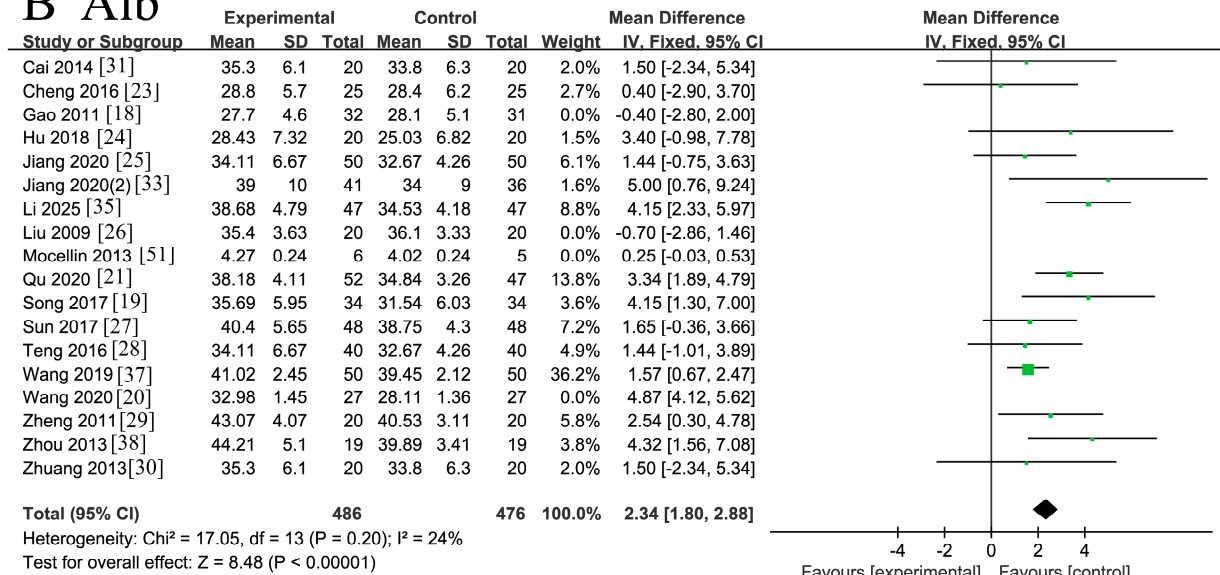 B Alb
Experimental Control Mean Difference Mean Difference
Study or Subgroup Mean SD Total Mean SD Total Weight IV, Fixed, 95% CI IV, Fixed, 95% CI
Cai 2014 [31] 35.3 6.1 20 33.8 6.3 20 2.0% 1.50 [-2.34, 5.34]
Cheng 2016 [23] 28.8 5.7 25 28.4 6.2 25 2.7% 0.40 [-2.90, 3.70]
Gao 2011 [18] 27.7 4.6 32 28.1 5.1 31 0.0% -0.40 [-2.80, 2.00]
Hu 2018 [24] 28.43 7.32 20 25.03 6.82 20 1.5% 3.40 [-0.98, 7.78]
Jiang 2020 [25] 34.11 6.67 50 32.67 4.26 50 6.1% 1.44 [-0.75, 3.63]
Jiang 2020(2) [33] 39 10 41 34 9 36 1.6% 5.00 [0.76, 9.24]
Li 2025 [35] 38.68 4.79 47 34.53 4.18 47 8.8% 4.15 [2.33, 5.97]
Liu 2009 [26] 35.4 3.63 20 36.1 3.33 20 0.0% -0.70 [-2.86, 1.46]
Mocellin 2013 [51] 4.27 0.24 6 4.02 0.24 5 0.0% 0.25 [-0.03, 0.53]
Qu 2020 [21] 38.18 4.11 52 34.84 3.26 47 13.8% 3.34 [1.89, 4.79]
Song 2017 [19] 35.69 5.95 34 31.54 6.03 34 3.6% 4.15 [1.30, 7.00]
Sun 2017 [27] 40.4 5.65 48 38.75 4.3 48 7.2% 1.65 [-0.36, 3.66]
Teng 2016 [28] 34.11 6.67 40 32.67 4.26 40 4.9% 1.44 [-1.01, 3.89]
Wang 2019 [37] 41.02 2.45 50 39.45 2.12 50 36.2% 1.57 [0.67, 2.47]
Wang 2020 [20] 32.98 1.45 27 28.11 1.36 27 0.0% 4.87 [4.12, 5.62]
Zheng 2011 [29] 43.07 4.07 20 40.53 3.11 20 5.8% 2.54 [0.30, 4.78]
Zhou 2013 [38] 44.21 5.1 19 39.89 3.41 19 3.8% 4.32 [1.56, 7.08]
Zhuang 2013[30] 35.3 6.1 20 33.8 6.3 20 2.0% 1.50 [-2.34, 5.34]
Total (95% CI) 486 476 100.0% 2.34 [1.80, 2.88]
Heterogeneity: Chi² = 17.05, df = 13 (P = 0.20); I² = 24%
Test for overall effect: Z = 8.48 (P < 0.00001)
-4 -2 0 2 4
Favours [experimental] Favours [control]